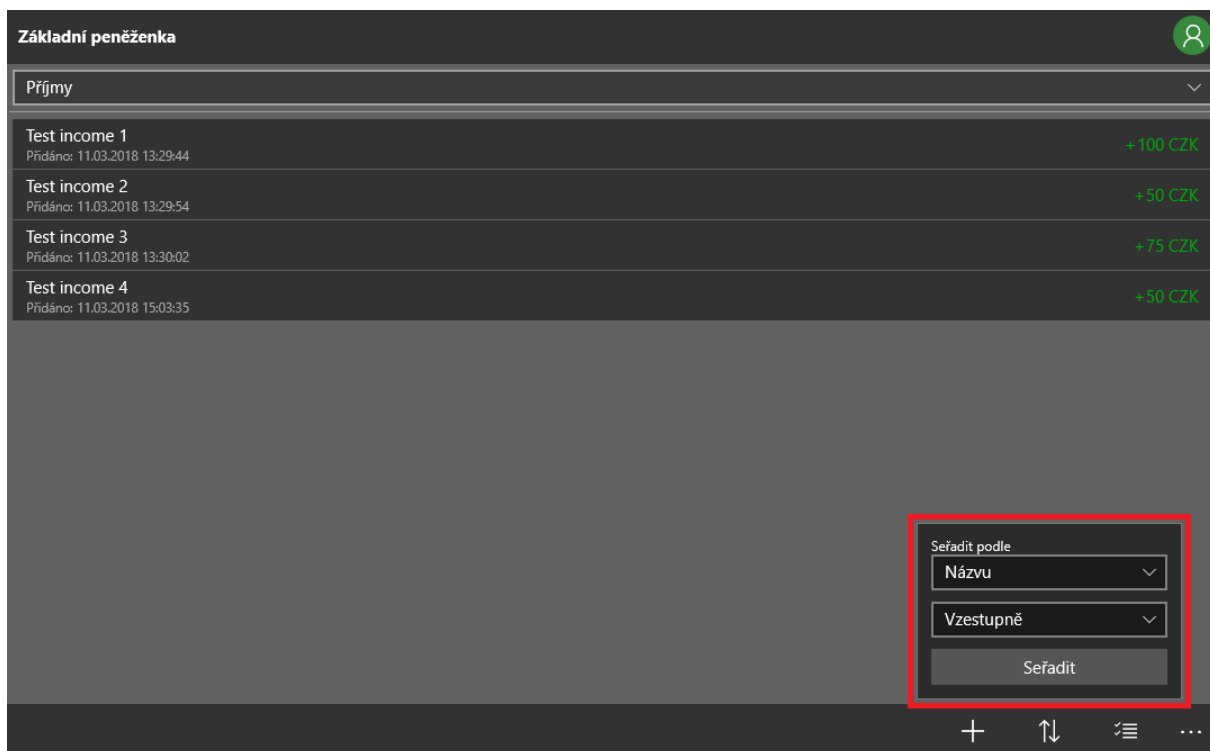 Základní peněženka
Příjmy
Test income 1
Přidáno: 11.03.2018 13:29:44
+100 CZK
Test income 2
Přidáno: 11.03.2018 13:29:54
+50 CZK
Test income 3
Přidáno: 11.03.2018 13:30:02
+75 CZK
Test income 4
Přidáno: 11.03.2018 15:03:35
+50 CZK
Seřadit podle
Názvu
Vzestupně
Seřadit